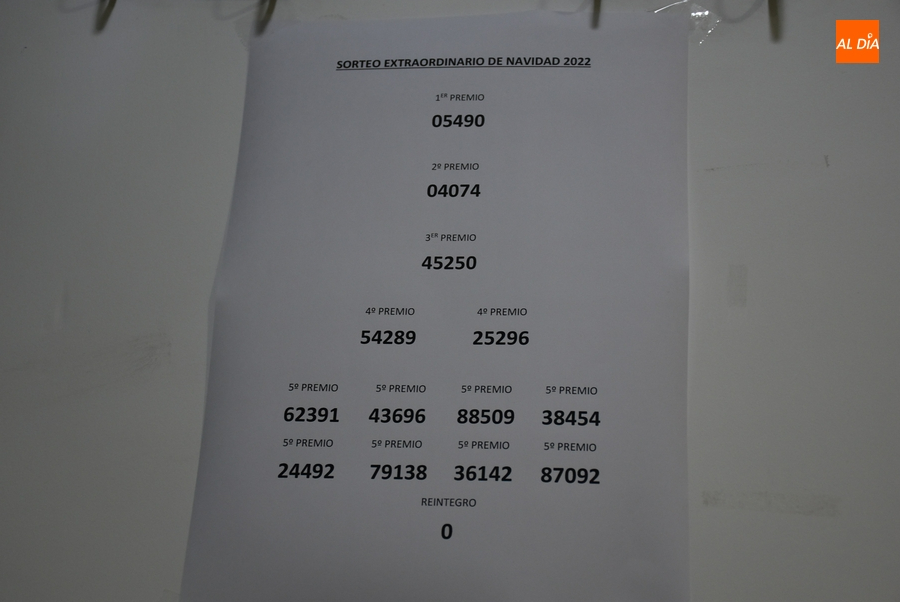 AL DÍA
SORTEO EXTRAORDINARIO DE NAVIDAD 2022
1ER PREMIO
05490
2º PREMIO
04074
3ER PREMIO
45250
4º PREMIO 4º PREMIO
54289 25296
5º PREMIO 5º PREMIO 5º PREMIO 5º PREMIO
62391 43696 88509 38454
5º PREMIO 5º PREMIO 5º PREMIO 5º PREMIO
24492 79138 36142 87092
REINTEGRO
0